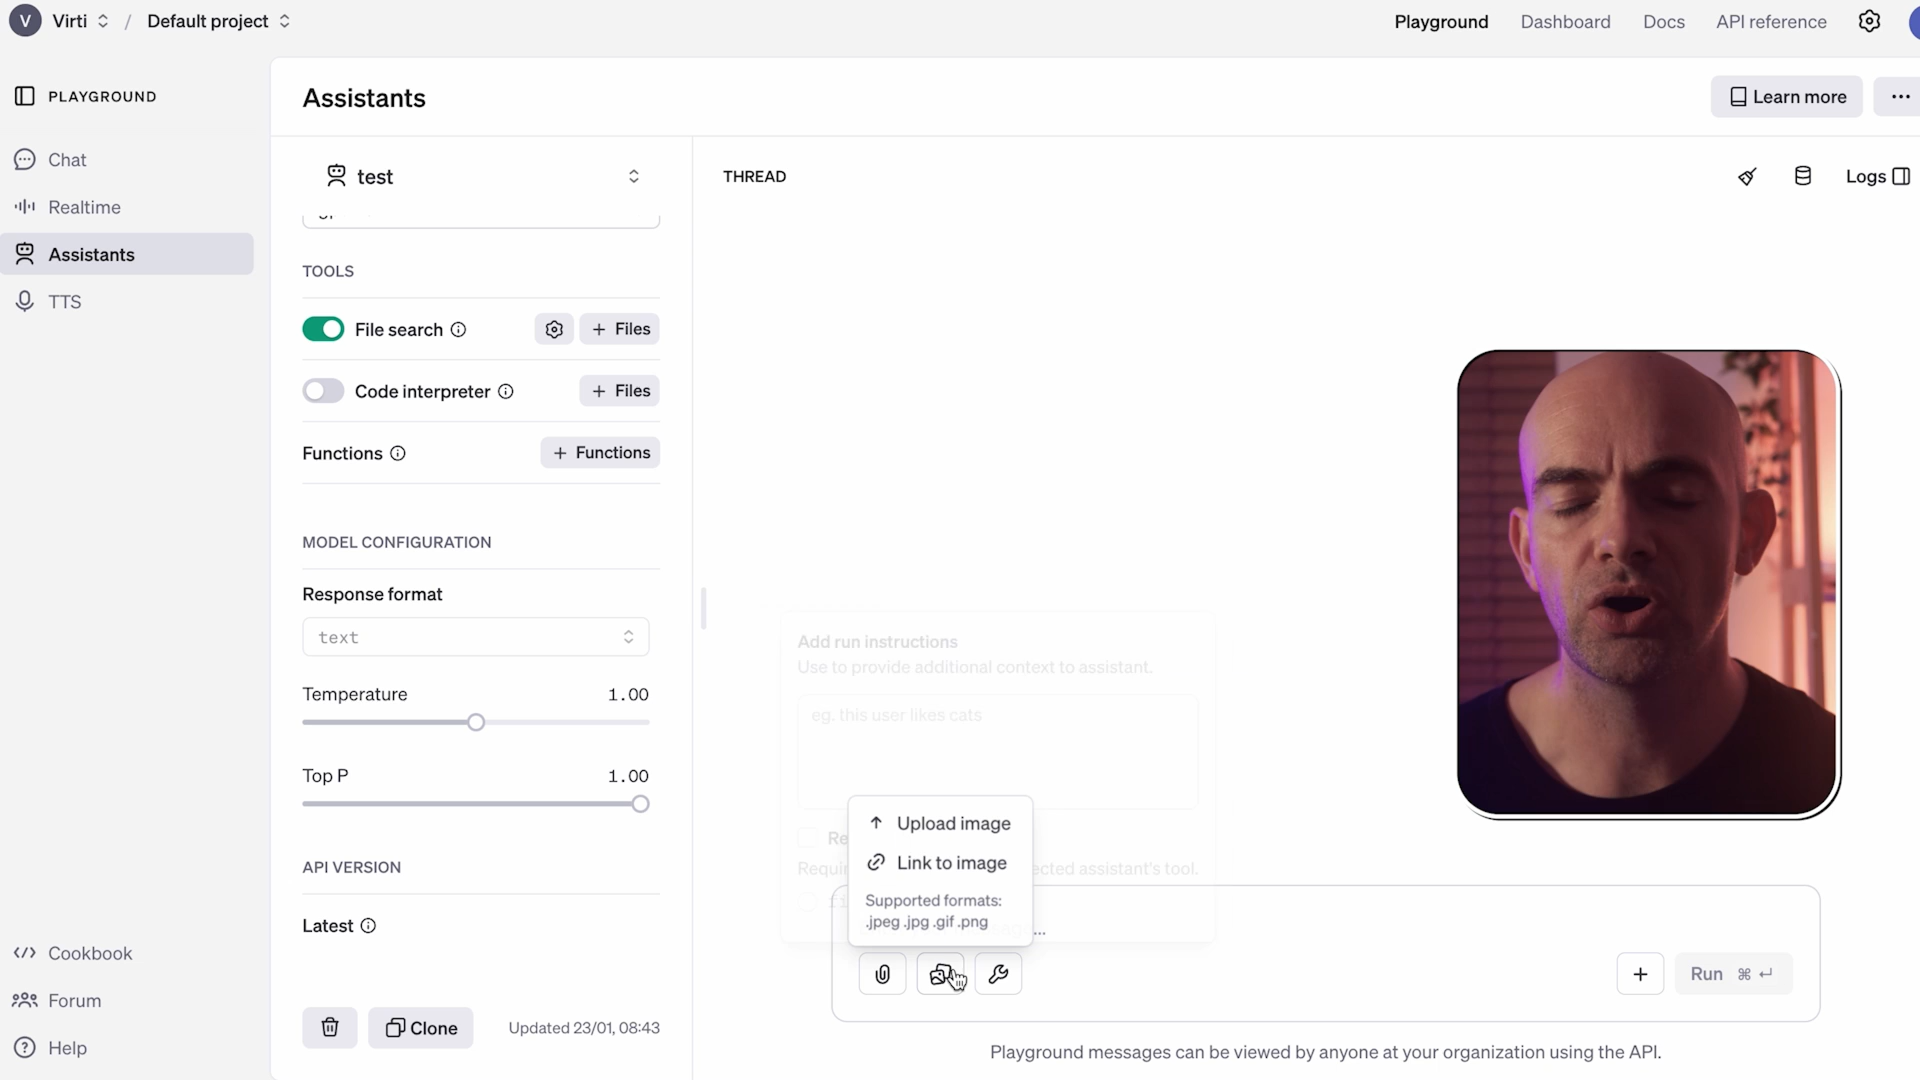 V Virti / Default project
Playground Dashboard Docs API reference
PLAYGROUND
Chat
Realtime
Assistants
TTS
Cookbook
Forum
Help
Assistants
Learn more
test
TOOLS
File search
+ Files
Code interpreter
+ Files
Functions
+ Functions
MODEL CONFIGURATION
Response format
text
Temperature 1.00
Top P 1.00
API VERSION
Latest
Clone
Updated 23/01, 08:43
THREAD
Logs
Add run instructions
Use to provide additional context to assistant.
eg. this user likes cats
Upload image
Link to image
ected assistant's tool.
Supported formats:
.jpeg .jpg .gif .png
Run ⌘ ↵
Playground messages can be viewed by anyone at your organization using the API.